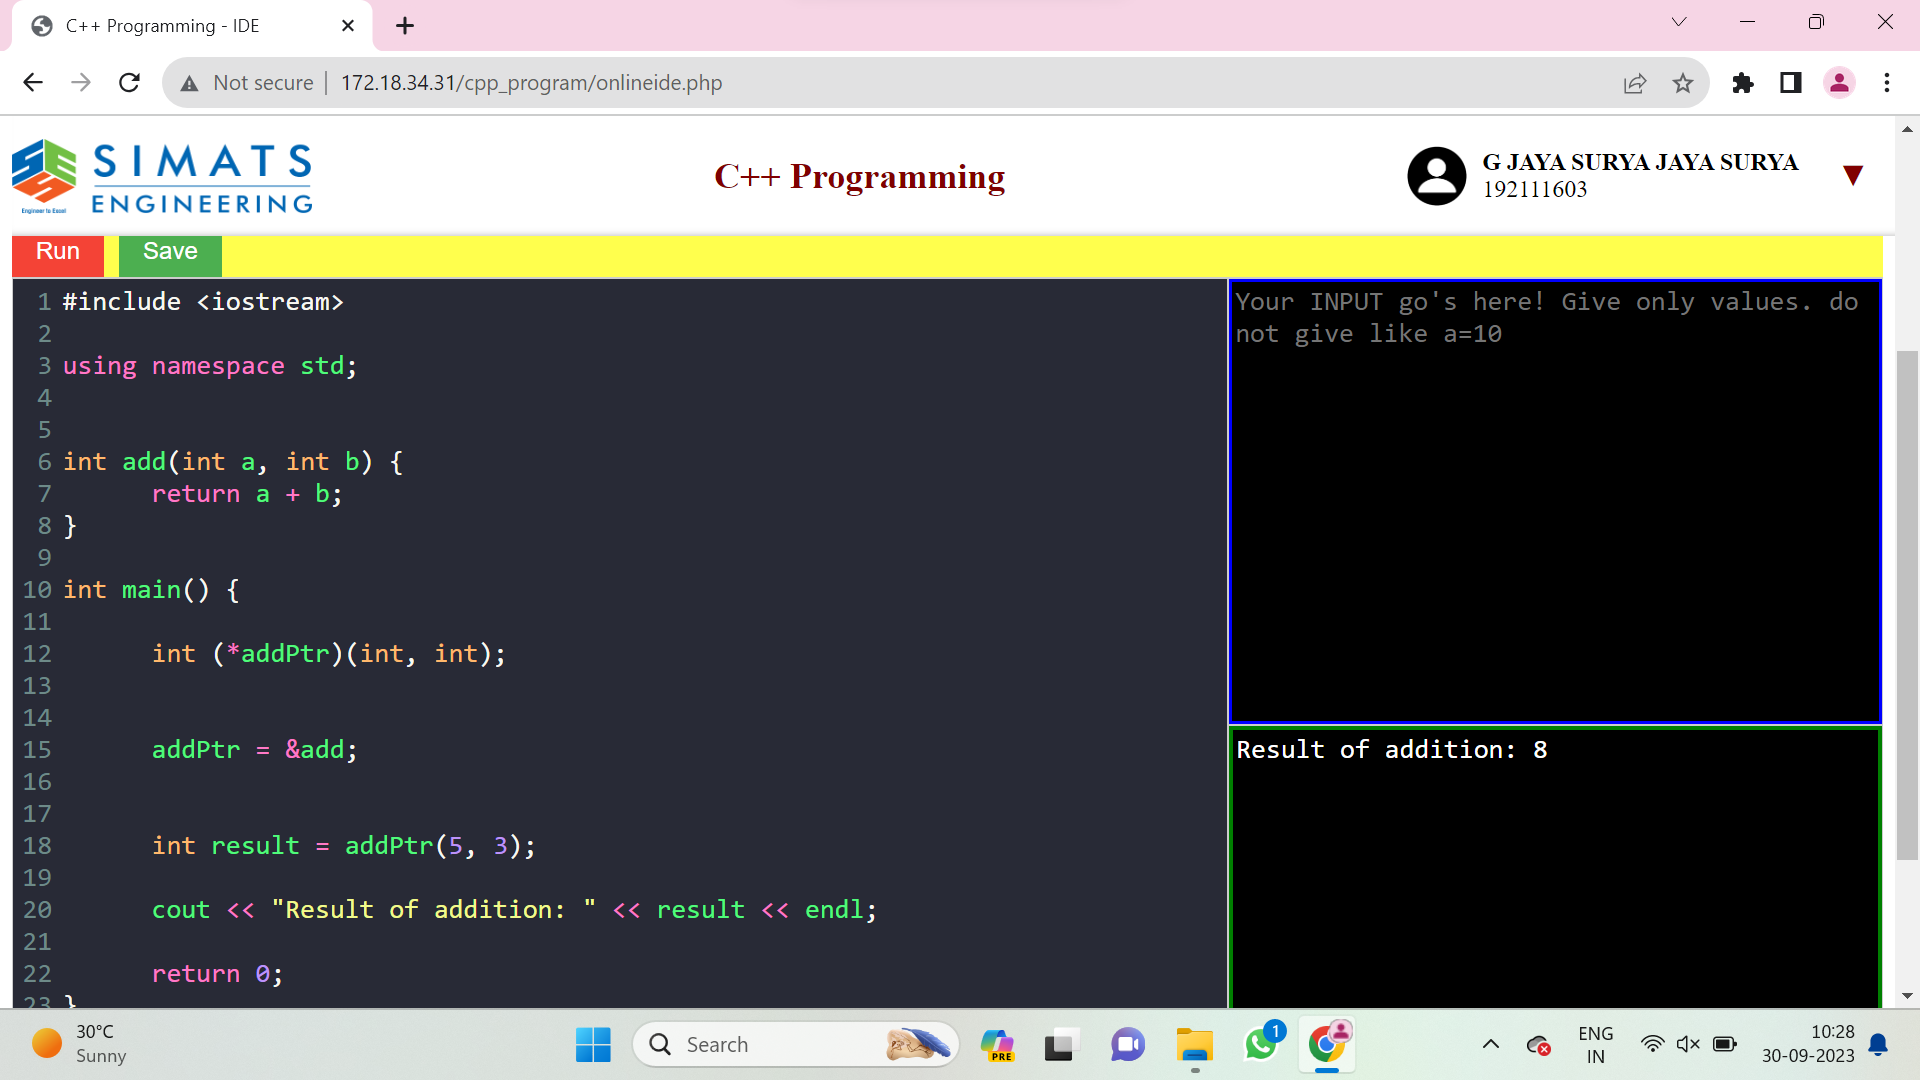 C++ Programming - IDE
Not secure | 172.18.34.31/cpp_program/onlineide.php
SIMATS
ENGINEERING
Engineer to Excel
C++ Programming
G JAYA SURYA JAYA SURYA
192111603
Run Save
1 #include <iostream>
2
3 using namespace std;
4
5
6 int add(int a, int b) {
7       return a + b;
8 }
9
10 int main() {
11
12       int (*addPtr)(int, int);
13
14
15       addPtr = &add;
16
17
18       int result = addPtr(5, 3);
19
20       cout << "Result of addition: " << result << endl;
21
22       return 0;
23 }
Your INPUT go's here! Give only values. do
not give like a=10
Result of addition: 8
30°C
Sunny
Search
PRE
1
ENG
IN
10:28
30-09-2023